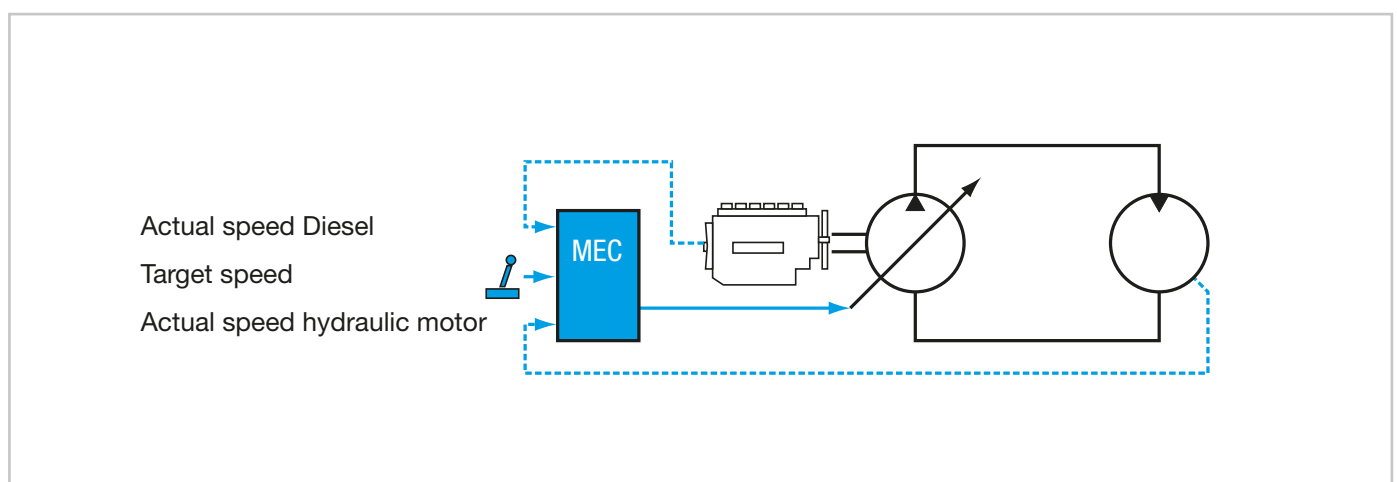 Actual speed Diesel
Target speed
Actual speed hydraulic motor
MEC